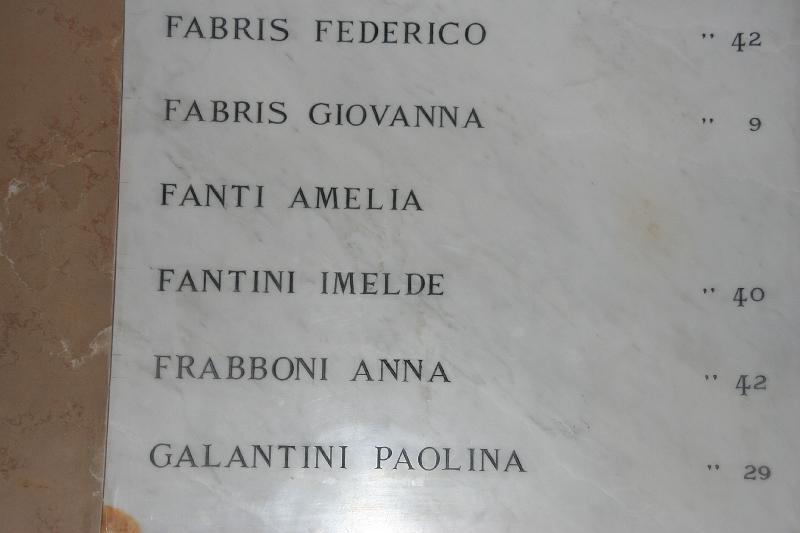 FABRIS FEDERICO " 42
FABRIS GIOVANNA " 9
FANTI AMELIA
FANTINI IMELDE " 40
FRABBONI ANNA " 42
GALANTINI PAOLINA " 29